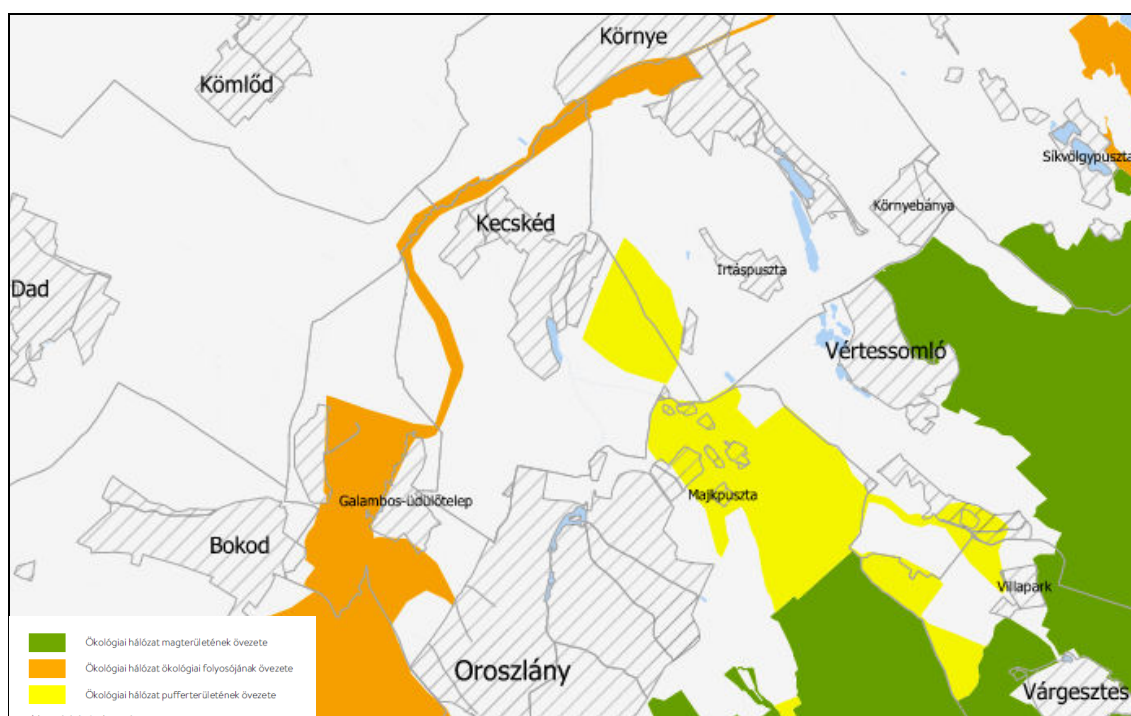 Környe
Kömlőd
Síkvölgypuszta
Környebánya
Kecskéd
Irtáspuszta
Dad
Vértessomló
Majkpuszta
Galambos-üdülőtelep
Bokod
Villapark
Oroszlány
Várgesztes
Ökológiai hálózat magterületének övezete
Ökológiai hálózat ökológiai folyosójának övezete
Ökológiai hálózat pufferterületének övezete